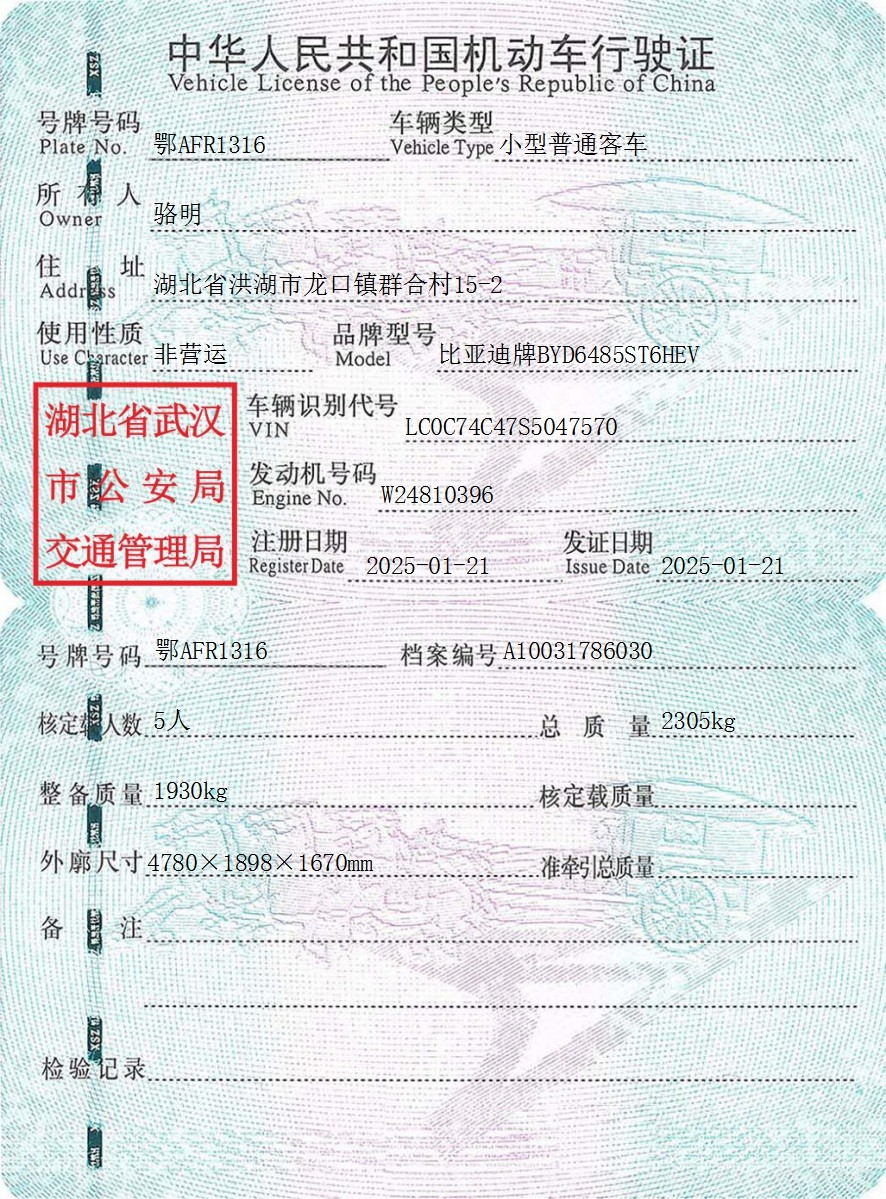 中华人民共和国机动车行驶证
Vehicle License of the People's Republic of China
号牌号码 鄂AFR1316 车辆类型 小型普通客车
Plate No. Vehicle Type
所有人 骆明
Owner
住址 湖北省洪湖市龙口镇群合村15-2
Address
使用性质 非营运 品牌型号 比亚迪牌BYD6485ST6HEV
Use Character Model
湖北省武汉
市公安局
交通管理局
车辆识别代号 LC0C74C47S5047570
VIN
发动机号码 W24810396
Engine No.
注册日期 2025-01-21 发证日期 2025-01-21
Register Date Issue Date
号牌号码 鄂AFR1316 档案编号 A10031786030
核定载人数 5人 总质量 2305kg
整备质量 1930kg 核定载质量
外廓尺寸 4780×1898×1670mm 准牵引总质量
备注
检验记录